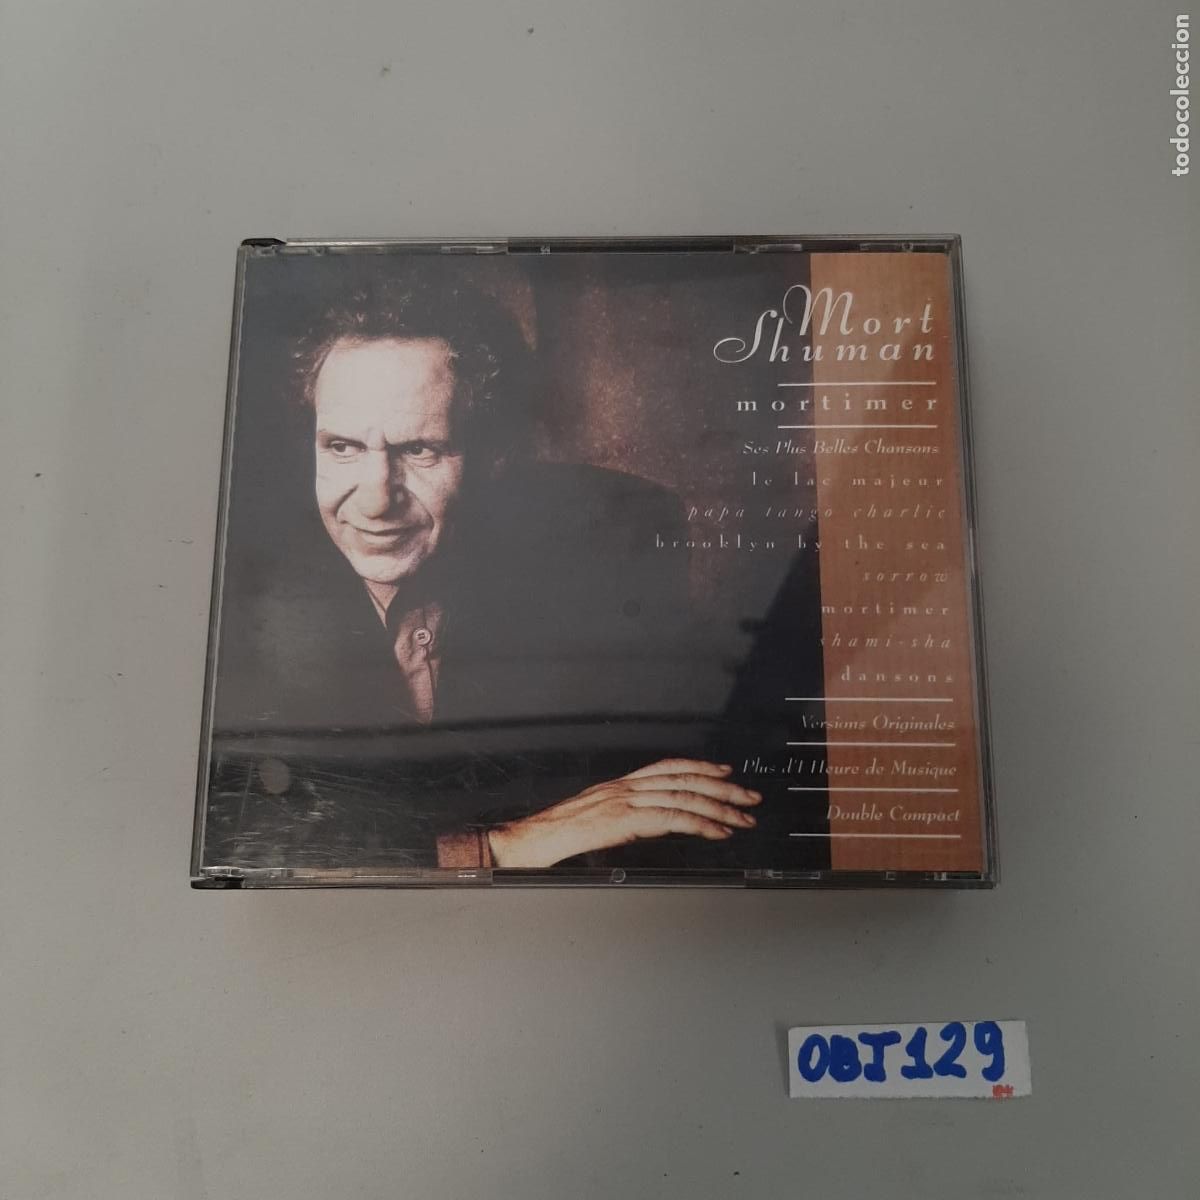 Mort
Shuman
mortimer
Ses Plus Belles Chansons
le lac majeur
papa tango charlie
brooklyn by the sea
sorrow
mortimer
shami-sha
dansons
Versions Originales
Plus d'1 Heure de Musique
Double Compact
OBJ129
todocoleccion